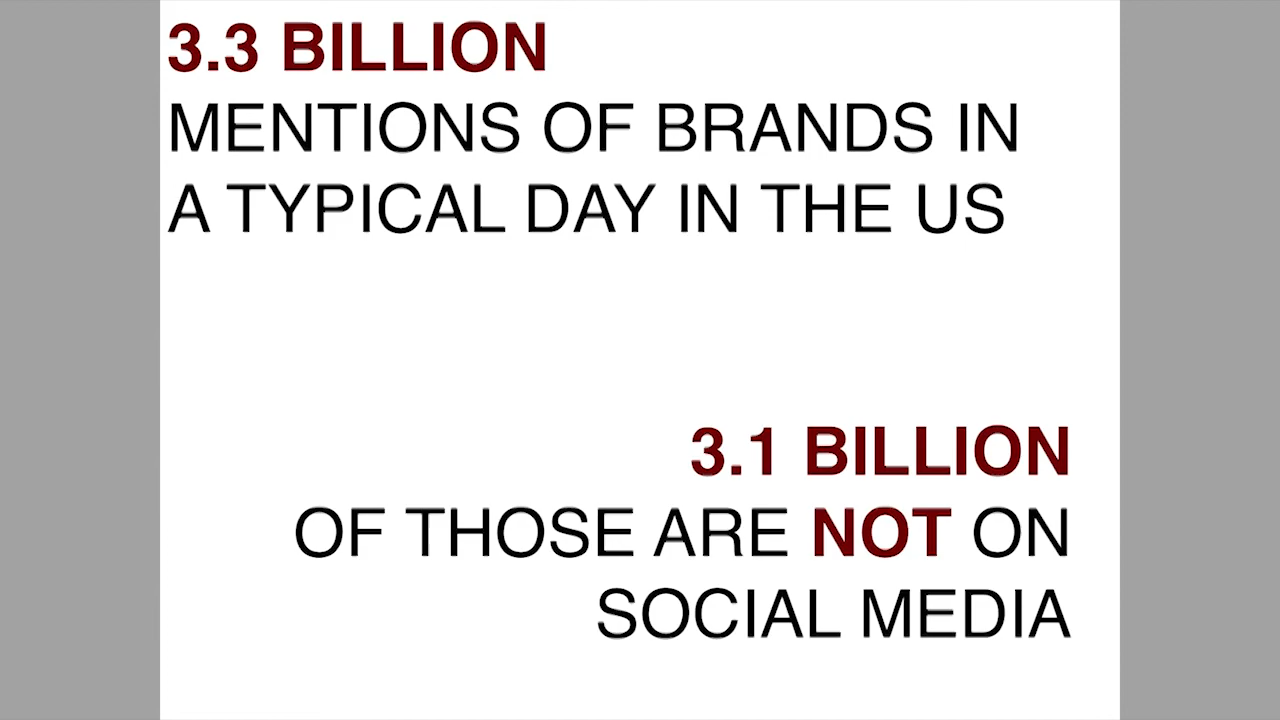 3.3 BILLION
MENTIONS OF BRANDS IN
A TYPICAL DAY IN THE US
3.1 BILLION
OF THOSE ARE NOT ON
SOCIAL MEDIA